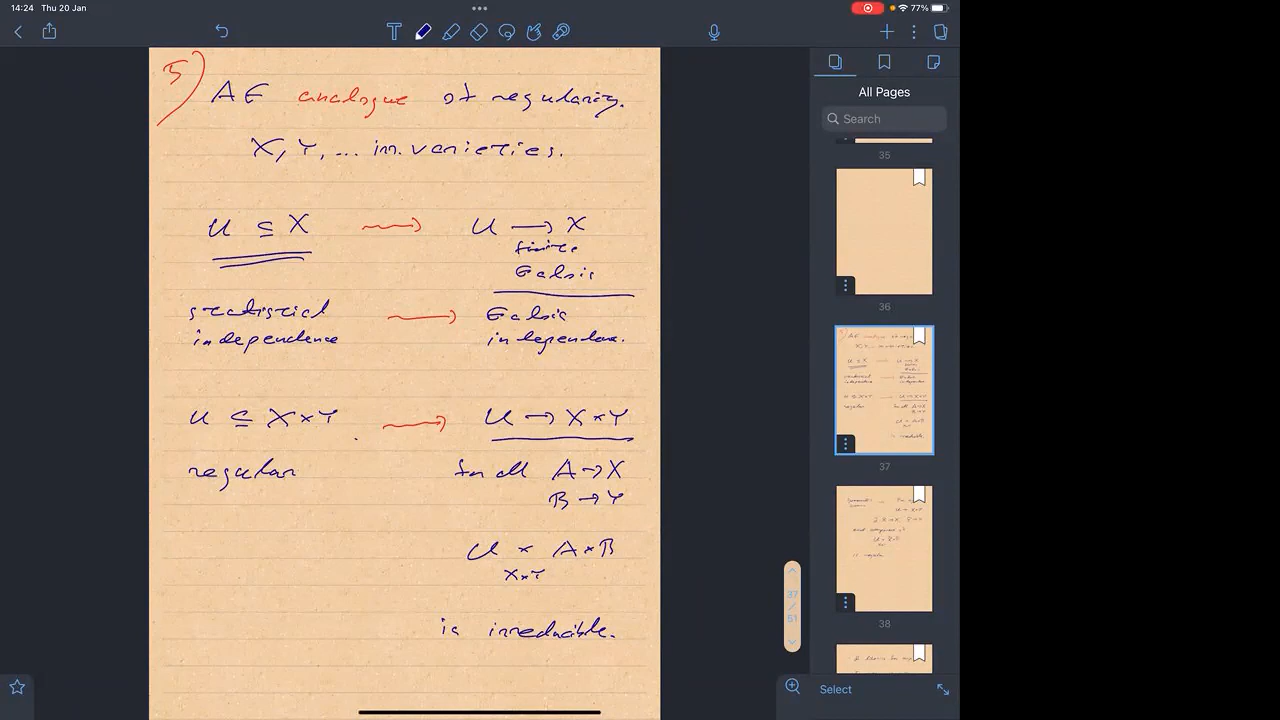 14:24 Thu 20 Jan
77%
5)
AG analogue of regularity.
X, Y, ... irr. varieties.
U ⊆ X → U → X
finite
Galois
statistical → Galois
independence independence.
U ⊆ X × Y → U → X × Y
regular for all A → X
B → Y
U × A × B
X × Y
is irreducible.
All Pages
Search
35
36
37
38
37
/
51
Select